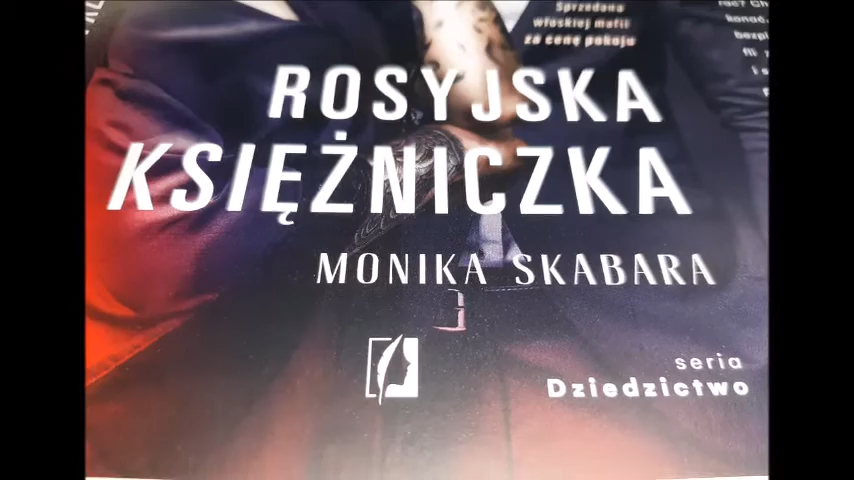 Sprzedana
włoskiej mafii
za cenę pokoju
ROSYJSKA
KSIĘŻNICZKA
MONIKA SKABARA
seria
Dziedzictwo